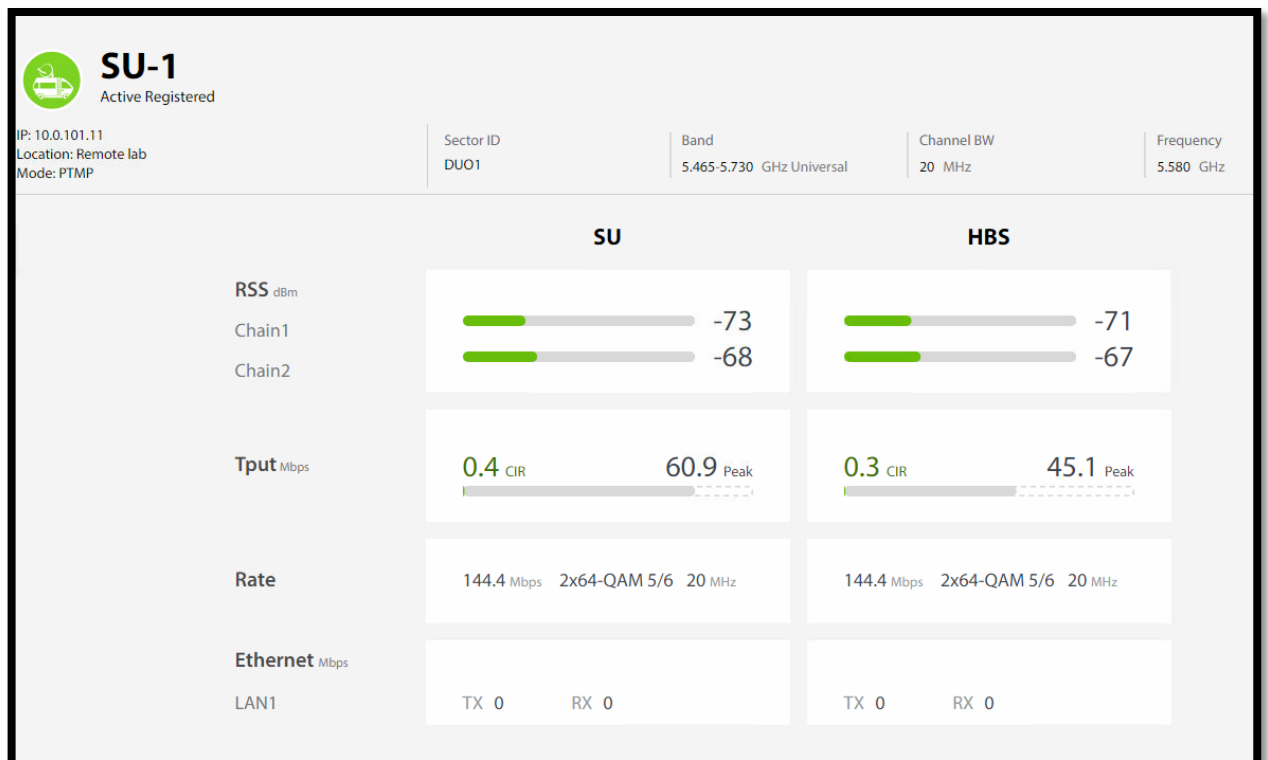 SU-1
Active Registered
IP: 10.0.101.11
Location: Remote lab
Mode: PTMP
Sector ID
DUO1
Band
5.465-5.730 GHz Universal
Channel BW
20 MHz
Frequency
5.580 GHz
SU HBS
RSS dBm
Chain1 -73 -71
Chain2 -68 -67
Tput Mbps 0.4 CIR 60.9 Peak 0.3 CIR 45.1 Peak
Rate 144.4 Mbps 2x64-QAM 5/6 20 MHz 144.4 Mbps 2x64-QAM 5/6 20 MHz
Ethernet Mbps
LAN1 TX 0 RX 0 TX 0 RX 0